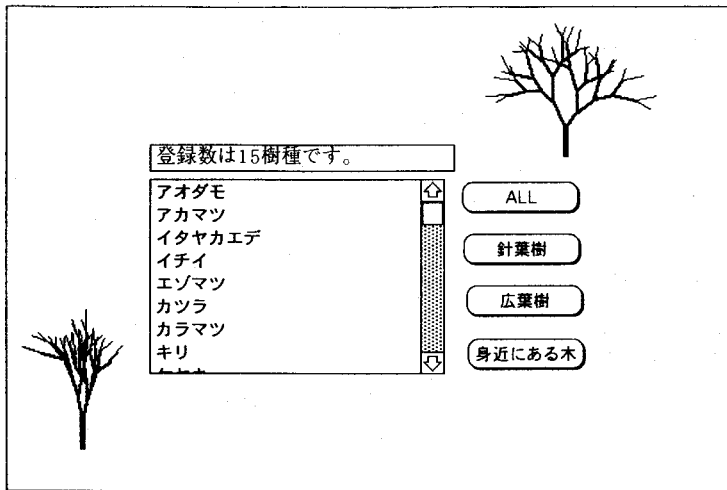 登録数は15樹種です。
アオダモ
アカマツ
イタヤカエデ
イチイ
エゾマツ
カツラ
カラマツ
キリ
ALL
針葉樹
広葉樹
身近にある木